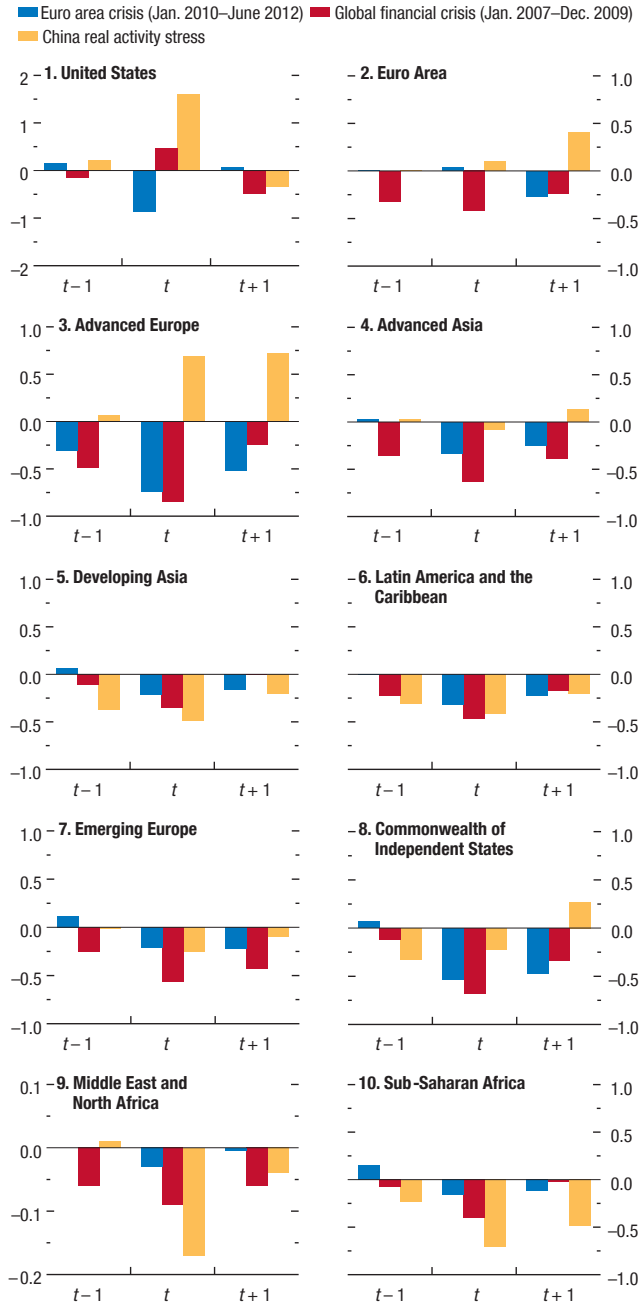 Euro area crisis (Jan. 2010–June 2012) Global financial crisis (Jan. 2007–Dec. 2009)
China real activity stress
1. United States
2
1
0
–1
–2
t – 1 t t + 1
2. Euro Area
1.0
0.5
0.0
–0.5
–1.0
t – 1 t t + 1
3. Advanced Europe
1.0
0.5
0.0
–0.5
–1.0
t – 1 t t + 1
4. Advanced Asia
1.0
0.5
0.0
–0.5
–1.0
t – 1 t t + 1
5. Developing Asia
1.0
0.5
0.0
–0.5
–1.0
t – 1 t t + 1
6. Latin America and the
Caribbean
1.0
0.5
0.0
–0.5
–1.0
t – 1 t t + 1
7. Emerging Europe
1.0
0.5
0.0
–0.5
–1.0
t – 1 t t + 1
8. Commonwealth of
Independent States
1.0
0.5
0.0
–0.5
–1.0
t – 1 t t + 1
9. Middle East and
North Africa
0.1
0.0
–0.1
–0.2
t – 1 t t + 1
10. Sub-Saharan Africa
1.0
0.5
0.0
–0.5
–1.0
t – 1 t t + 1